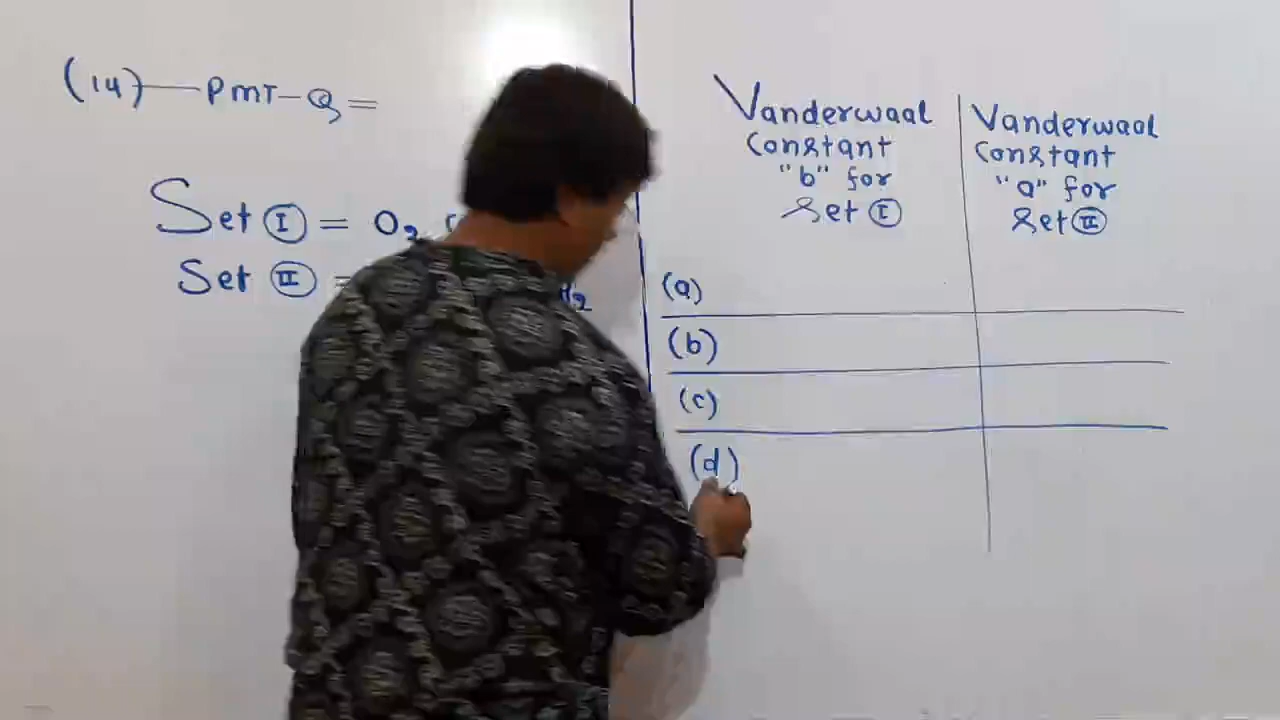 (14)—PMT—Q=
Set I = O2
Set II =
Vanderwaal
Constant
"b" for
Set I
Vanderwaal
Constant
"a" for
Set II
(a)
(b)
(c)
(d)